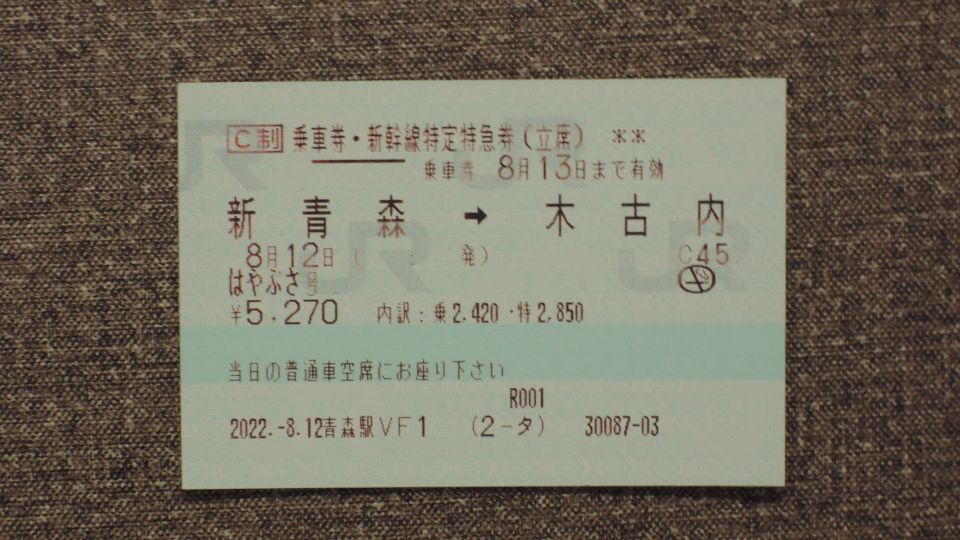 C制 乗車券・新幹線特定特急券(立席) **
乗車券 8月13日まで有効
新青森 → 木古内
8月12日 ( : 発) C45
はやぶさ号
¥5,270 内訳:乗2,420・特2,850
当日の普通車空席にお座り下さい
R001
2022.-8.12青森駅VF1 (2-タ) 30087-03
JR JR JR JR